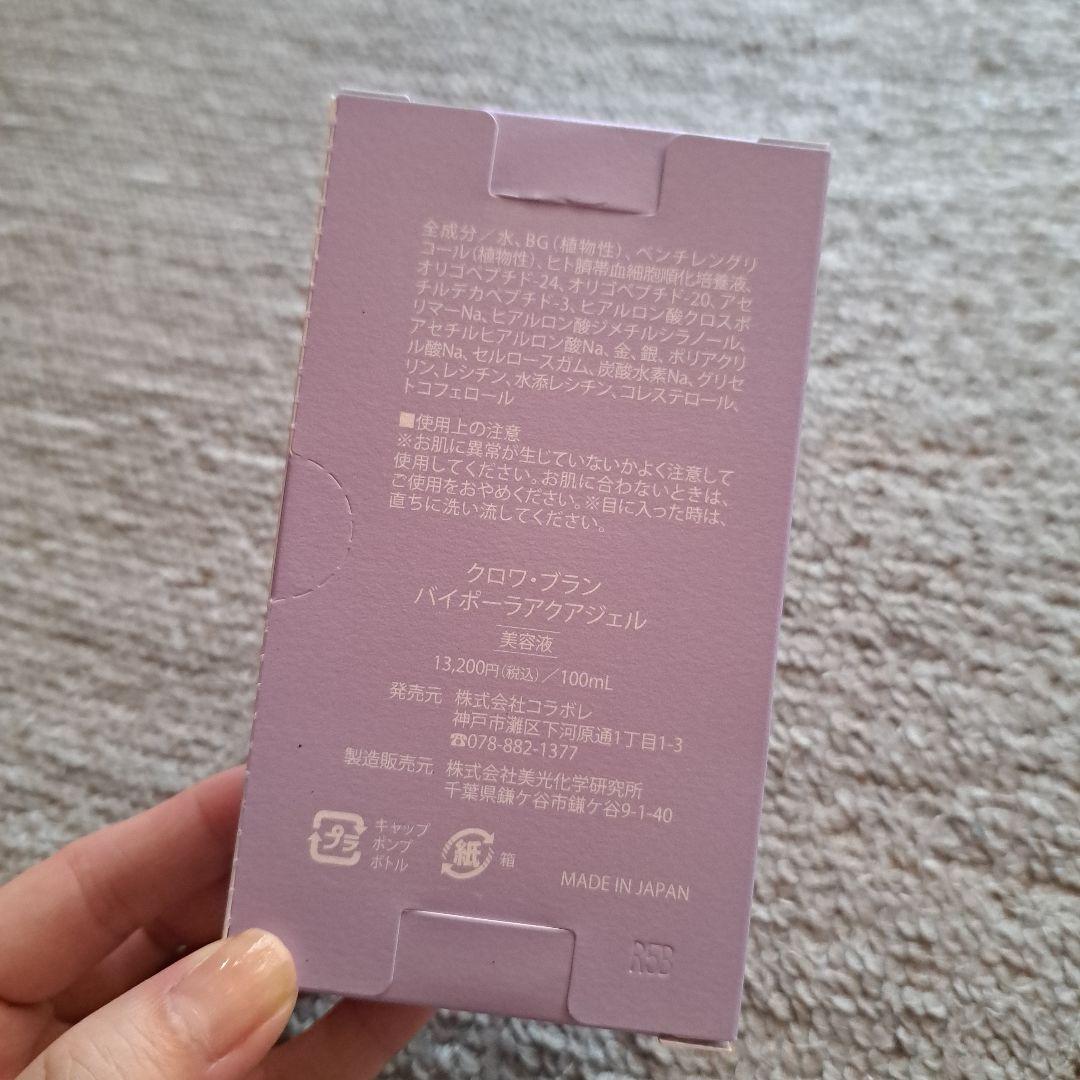 全成分／水、BG（植物性）、ペンチレングリ
コール（植物性）、ヒト臍帯血細胞順化培養液、
オリゴペプチド-24、オリゴペプチド-20、アセ
チルデカペプチド-3、ヒアルロン酸クロスポ
リマーNa、ヒアルロン酸ジメチルシラノール、
アセチルヒアルロン酸Na、金、銀、ポリアクリ
ル酸Na、セルロースガム、炭酸水素Na、グリセ
リン、レシチン、水添レシチン、コレステロール、
トコフェロール
■使用上の注意
※お肌に異常が生じていないかよく注意して
使用してください。お肌に合わないときは、
ご使用をおやめください。※目に入った時は、
直ちに洗い流してください。
クロワ・ブラン
バイポーラアクアジェル
美容液
13,200円（税込）／100mL
発売元 株式会社コラボレ
神戸市灘区下河原通1丁目1-3
☎078-882-1377
製造販売元 株式会社美光化学研究所
千葉県鎌ケ谷市鎌ケ谷9-1-40
プラ キャップ
ポンプ
ボトル
紙 箱
MADE IN JAPAN
R5B